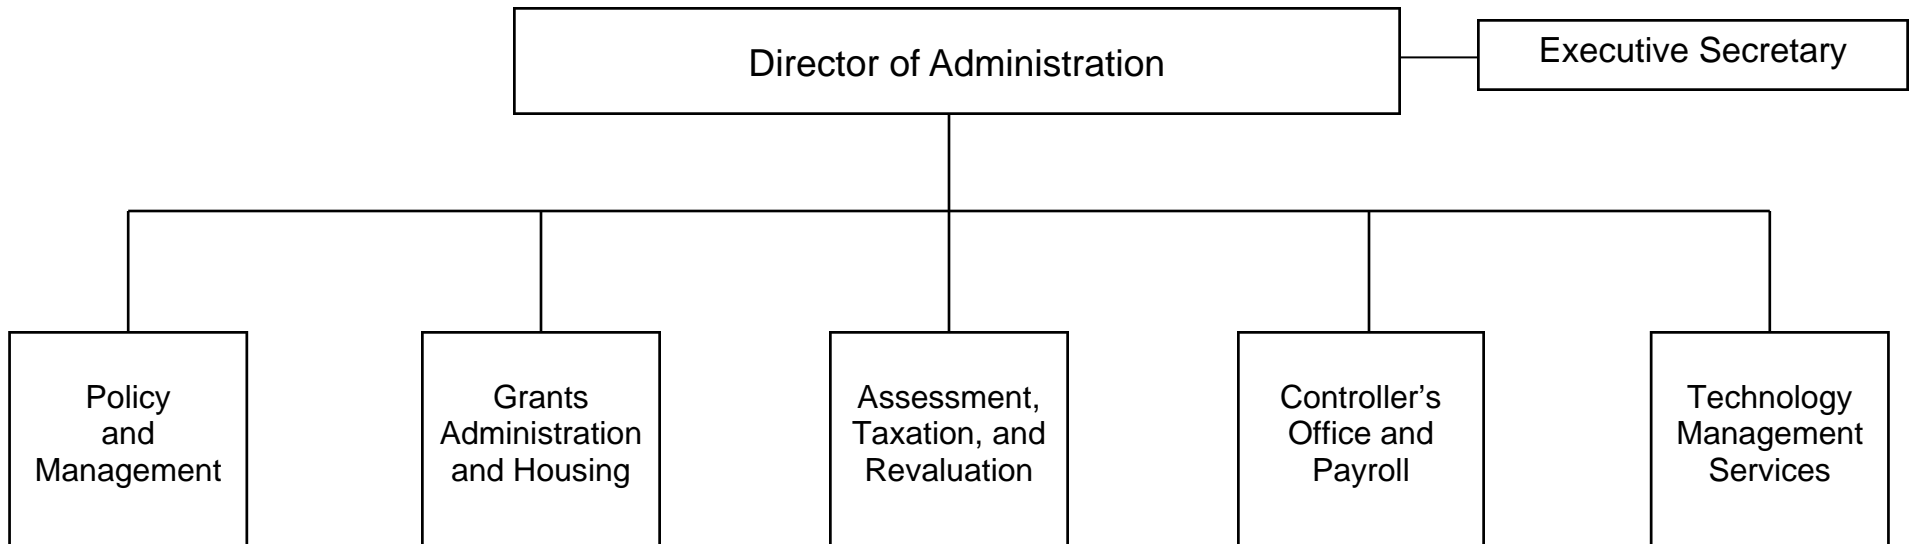 Director of Administration
Executive Secretary
Policy
and
Management
Grants
Administration
and Housing
Assessment,
Taxation, and
Revaluation
Controller’s
Office and
Payroll
Technology
Management
Services